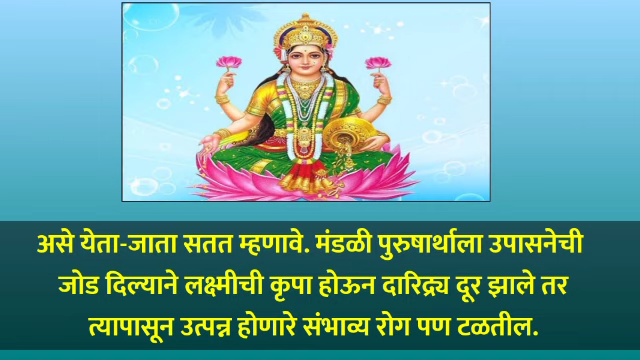 असे येता-जाता सतत म्हणावे. मंडळी पुरुषार्थाला उपासनेची
जोड दिल्याने लक्ष्मीची कृपा होऊन दारिद्र्य दूर झाले तर
त्यापासून उत्पन्न होणारे संभाव्य रोग पण टळतील.